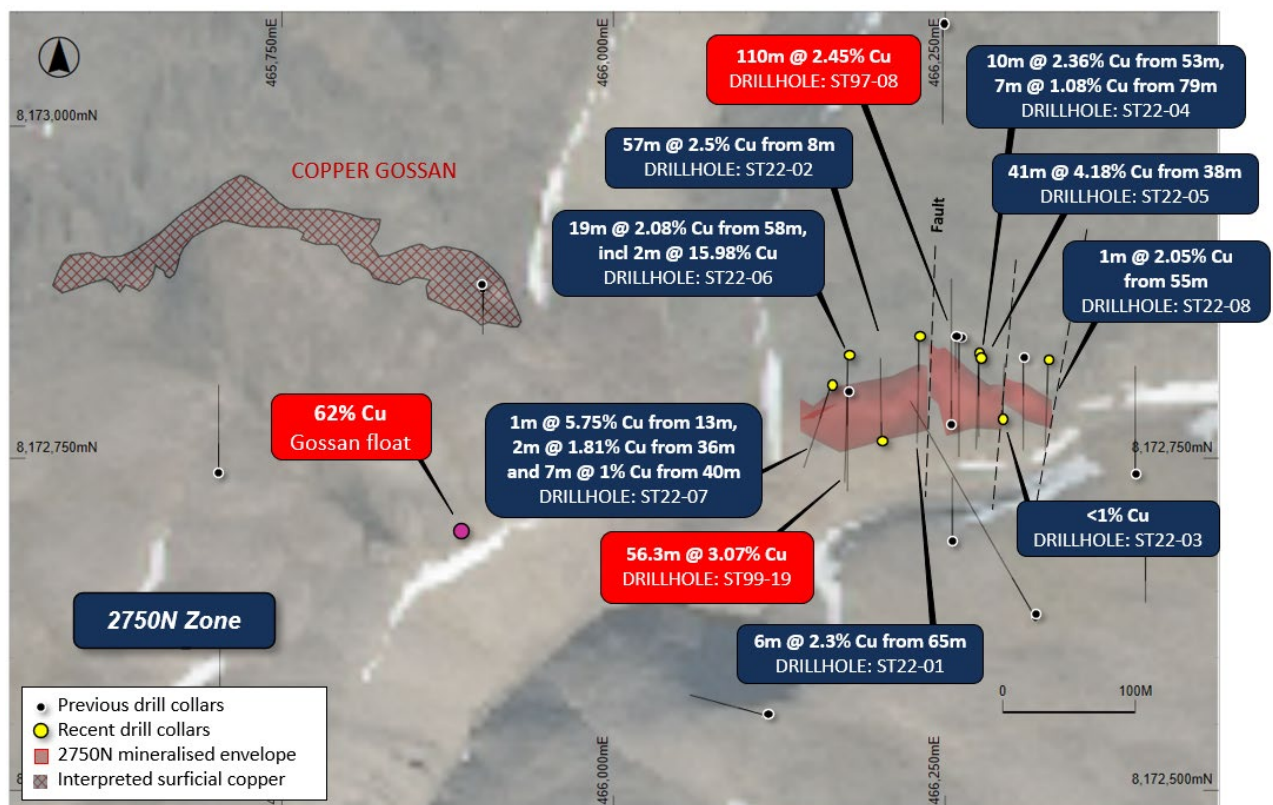 465,750mE
466,000mE
466,250mE
8,173,000mN
COPPER GOSSAN
110m @ 2.45% Cu
DRILLHOLE: ST97-08
10m @ 2.36% Cu from 53m,
7m @ 1.08% Cu from 79m
DRILLHOLE: ST22-04
57m @ 2.5% Cu from 8m
DRILLHOLE: ST22-02
41m @ 4.18% Cu from 38m
DRILLHOLE: ST22-05
19m @ 2.08% Cu from 58m,
incl 2m @ 15.98% Cu
DRILLHOLE: ST22-06
Fault
1m @ 2.05% Cu
from 55m
DRILLHOLE: ST22-08
62% Cu
Gossan float
8,172,750mN
8,172,750mN
1m @ 5.75% Cu from 13m,
2m @ 1.81% Cu from 36m
and 7m @ 1% Cu from 40m
DRILLHOLE: ST22-07
<1% Cu
DRILLHOLE: ST22-03
56.3m @ 3.07% Cu
DRILLHOLE: ST99-19
6m @ 2.3% Cu from 65m
DRILLHOLE: ST22-01
2750N Zone
0
100M
Previous drill collars
Recent drill collars
2750N mineralised envelope
Interpreted surficial copper
466,000mE
466,250mE
8,172,500mN